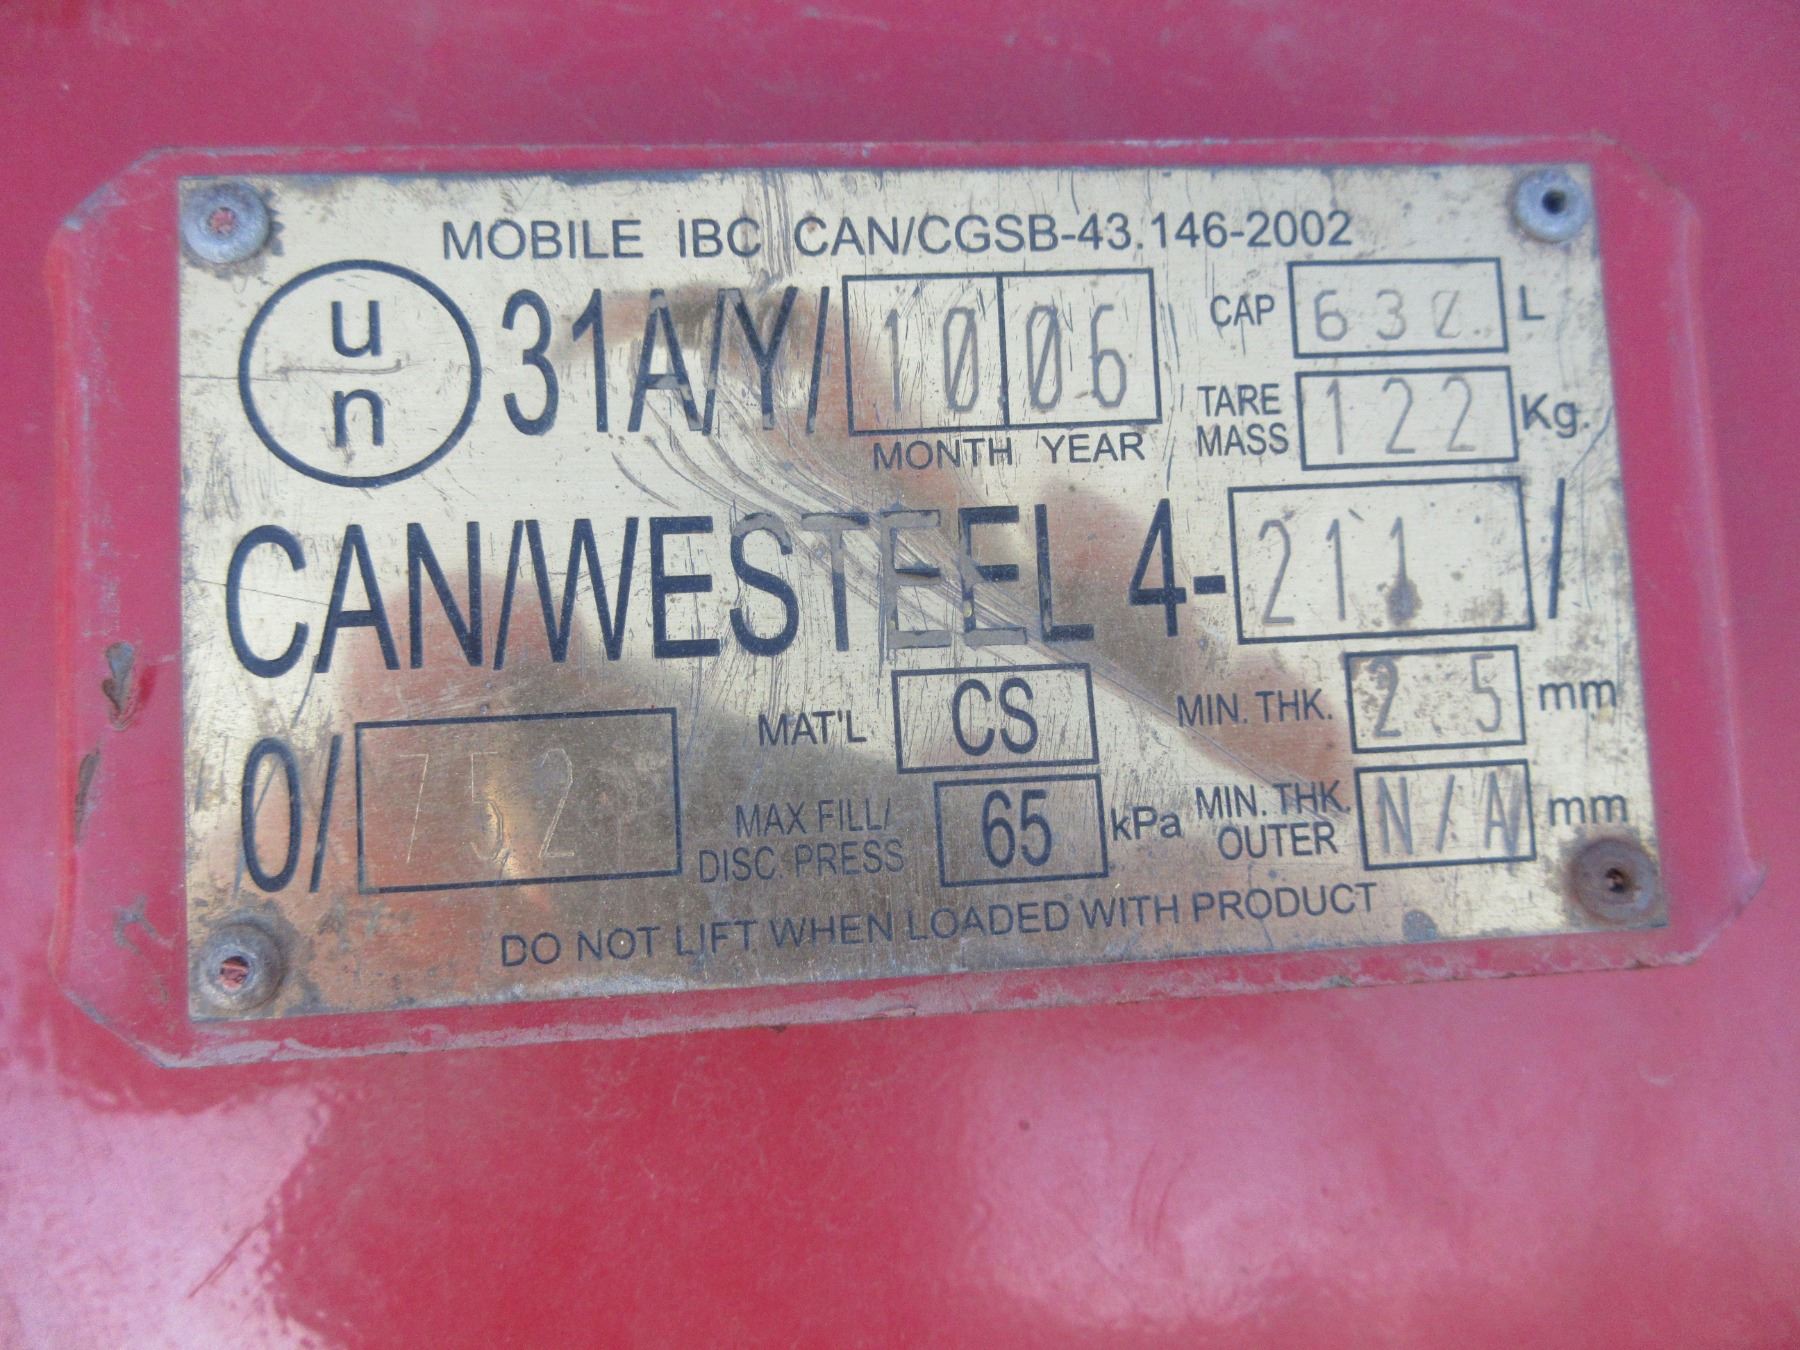 MOBILE IBC CAN/CGSB-43.146-2002
u n 31A/Y/ 10 06
MONTH YEAR
CAP 630 L
TARE MASS 122 Kg.
CAN/WESTEEL 4- 211 /
0/ 752
MAT'L CS
MIN. THK. 2.5 mm
MAX FILL/ DISC. PRESS 65 kPa
MIN. THK. OUTER N/A mm
DO NOT LIFT WHEN LOADED WITH PRODUCT